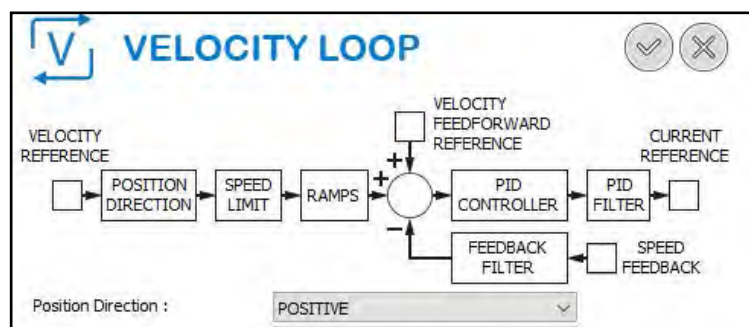 V
VELOCITY LOOP
VELOCITY
FEEDFORWARD
REFERENCE
VELOCITY
REFERENCE
CURRENT
REFERENCE
+
+
POSITION
DIRECTION
SPEED
LIMIT
RAMPS
PID
CONTROLLER
PID
FILTER
−
FEEDBACK
FILTER
SPEED
FEEDBACK
Position Direction :
POSITIVE